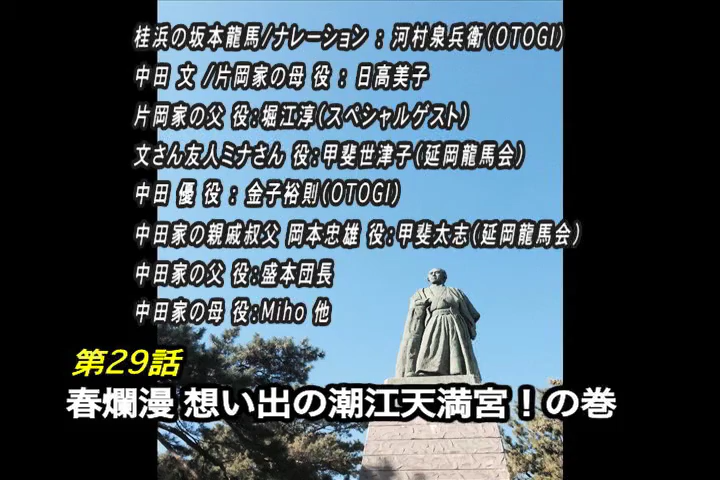 桂浜の坂本龍馬/ナレーション : 河村泉兵衛(OTOGI)
中田 文 /片岡家の母 役 : 日高美子
片岡家の父 役:堀江淳(スペシャルゲスト)
文さん友人ミナさん 役:甲斐世津子(延岡龍馬会)
中田 優 役 : 金子裕則(OTOGI)
中田家の親戚叔父 岡本忠雄 役:甲斐太志(延岡龍馬会)
中田家の父 役:盛本団長
中田家の母 役:Miho 他
第29話
春爛漫 想い出の潮江天満宮!の巻